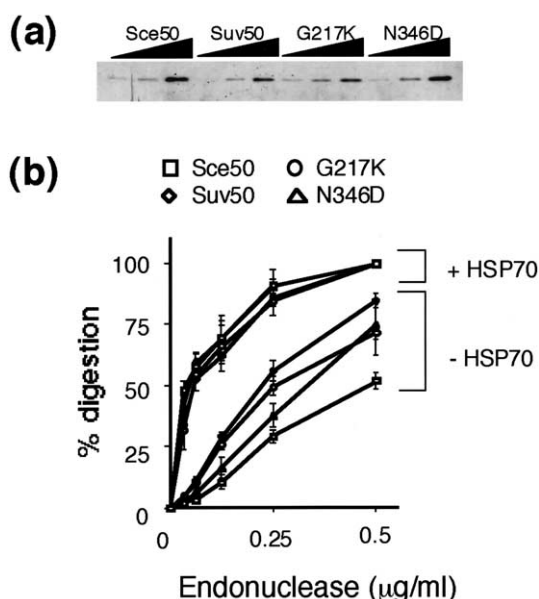 (a)
Sce50 Suv50 G217K N346D
(b)
Sce50 G217K
Suv50 N346D
100
75
50
25
0
% digestion
+ HSP70
- HSP70
0 0.25 0.5
Endonuclease (μg/ml)